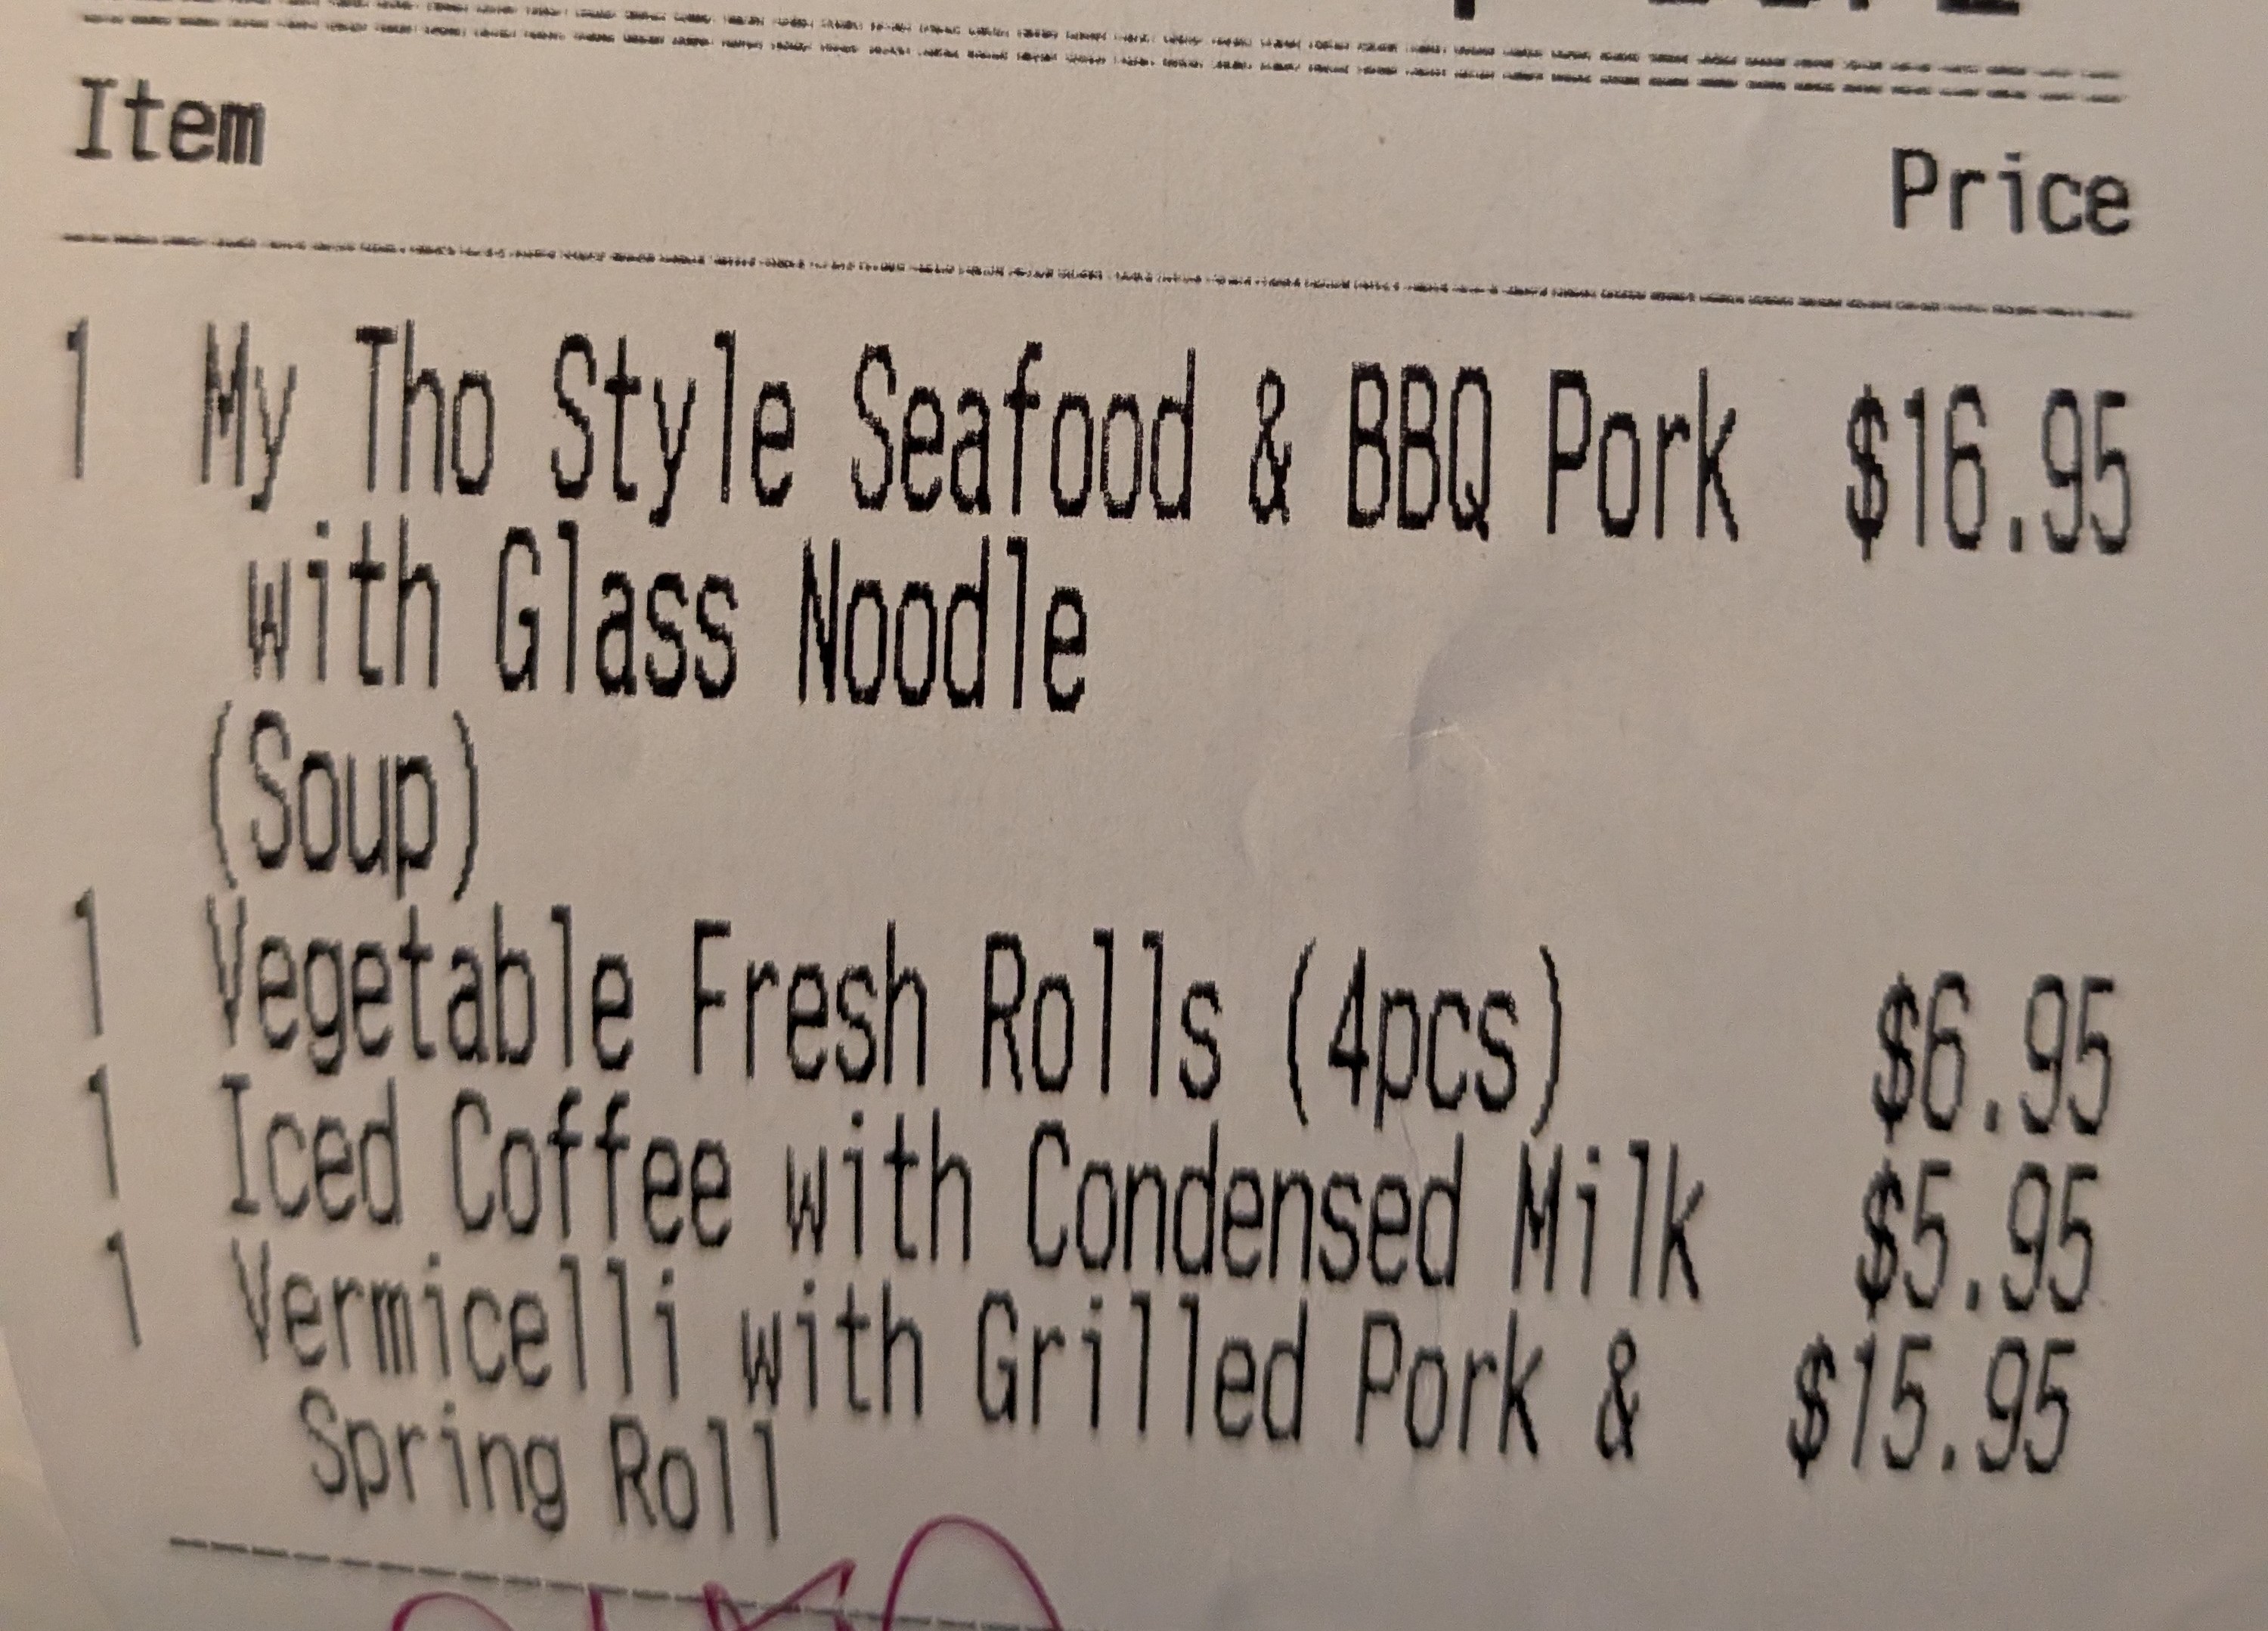 Item Price
1 My Tho Style Seafood & BBQ Pork $16.95
with Glass Noodle
(Soup)
1 Vegetable Fresh Rolls (4pcs) $6.95
1 Iced Coffee with Condensed Milk $5.95
1 Vermicelli with Grilled Pork & $15.95
Spring Roll